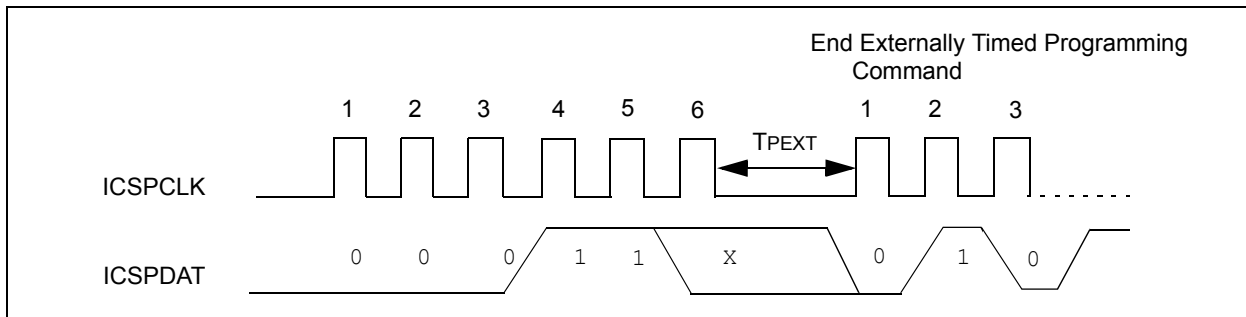 End Externally Timed Programming
Command
1 2 3 4 5 6 1 2 3
TPEXT
ICSPCLK
0 0 0 1 1 X 0 1 0
ICSPDAT